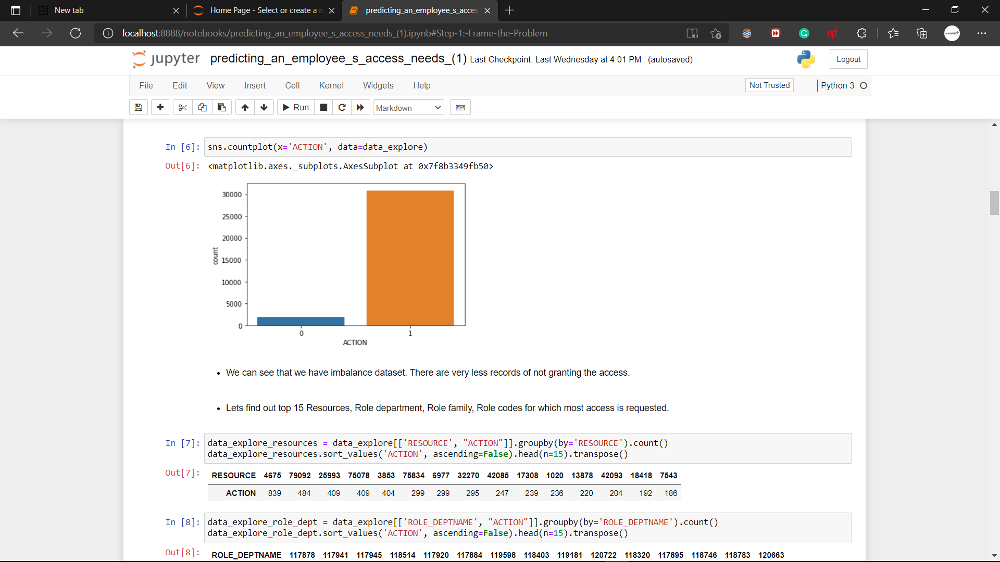 New tab
Home Page - Select or create a n
predicting_an_employee_s_acces
localhost:8888/notebooks/predicting_an_employee_s_access_needs_(1).ipynb#Step-1:-Frame-the-Problem
jupyter predicting_an_employee_s_access_needs_(1) Last Checkpoint: Last Wednesday at 4:01 PM (autosaved)
Logout
File Edit View Insert Cell Kernel Widgets Help
Not Trusted
Python 3
Run
Markdown
In [6]: sns.countplot(x='ACTION', data=data_explore)
Out[6]: <matplotlib.axes._subplots.AxesSubplot at 0x7f8b3349fb50>
30000
25000
20000
15000
10000
5000
0
count
0 1
ACTION
• We can see that we have imbalance dataset. There are very less records of not granting the access.
• Lets find out top 15 Resources, Role department, Role family, Role codes for which most access is requested.
In [7]: data_explore_resources = data_explore[['RESOURCE', "ACTION"]].groupby(by='RESOURCE').count()
data_explore_resources.sort_values('ACTION', ascending=False).head(n=15).transpose()
Out[7]: RESOURCE 4675 79092 25993 75078 3853 75834 6977 32270 42085 17308 1020 13878 42093 18418 7543
ACTION 839 484 409 409 404 299 299 295 247 239 236 220 204 192 186
In [8]: data_explore_role_dept = data_explore[['ROLE_DEPTNAME', "ACTION"]].groupby(by='ROLE_DEPTNAME').count()
data_explore_role_dept.sort_values('ACTION', ascending=False).head(n=15).transpose()
Out[8]: ROLE_DEPTNAME 117878 117941 117945 118514 117920 117884 119598 118403 119181 120722 118320 117895 118746 118783 120663